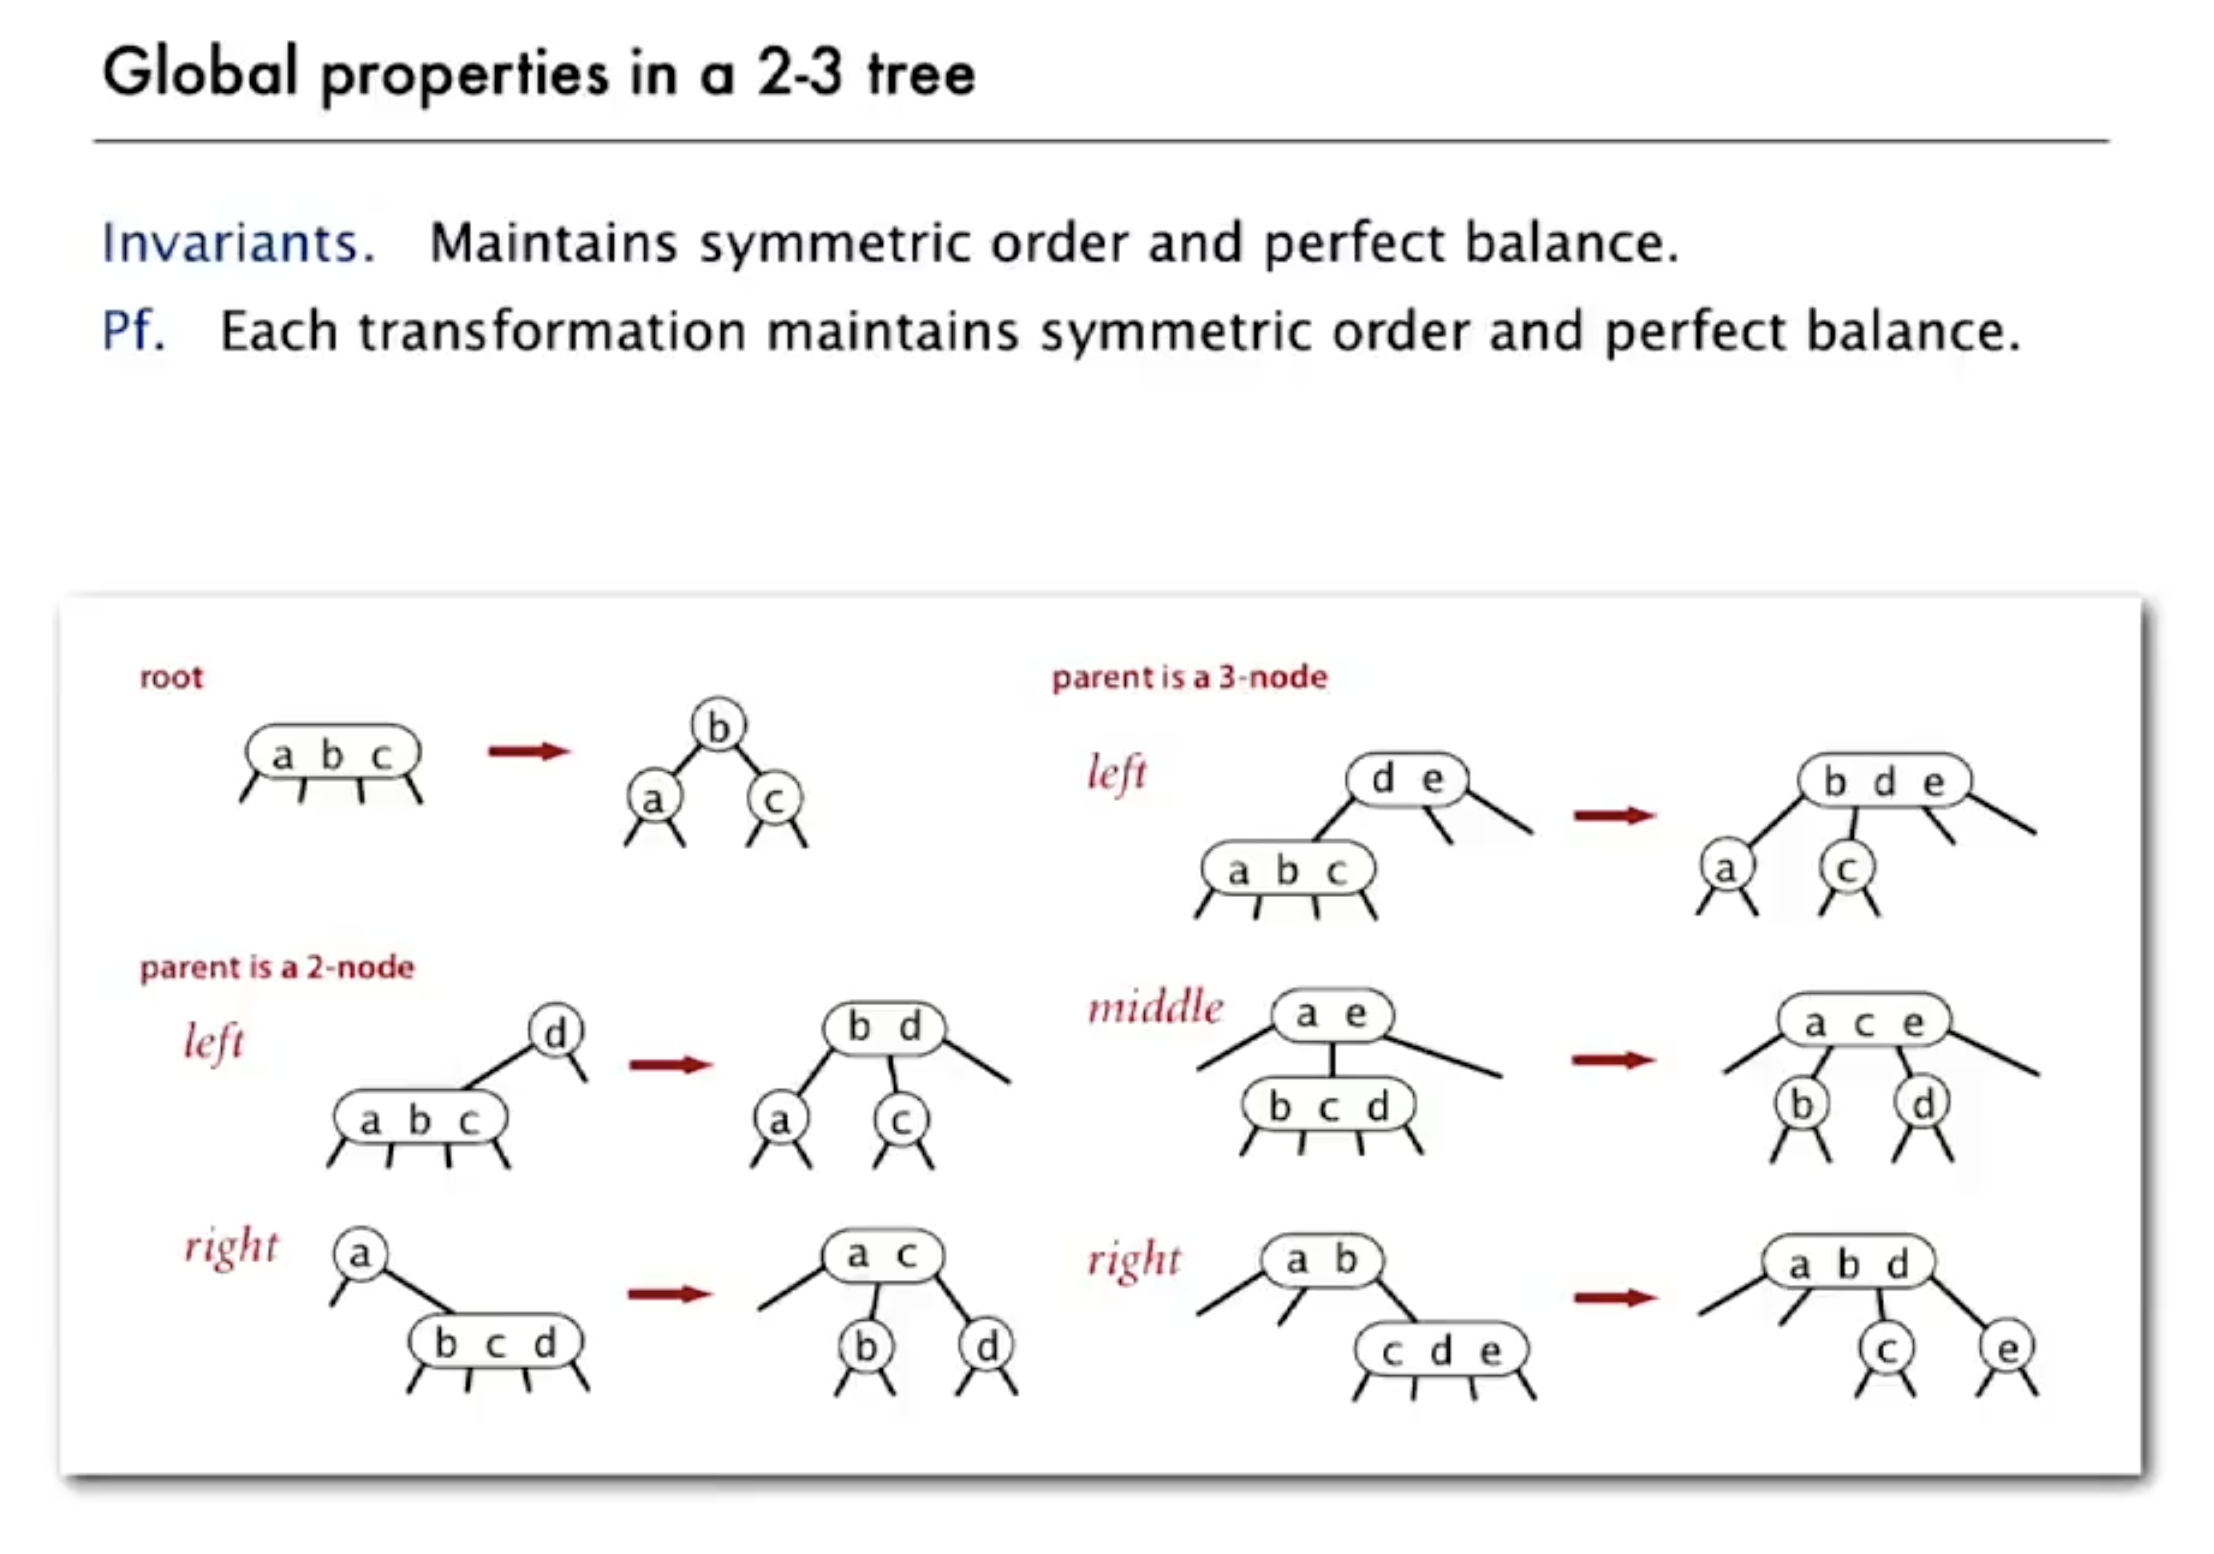 Global properties in a 2-3 tree
Invariants. Maintains symmetric order and perfect balance.
Pf. Each transformation maintains symmetric order and perfect balance.
root
a b c
b
a
c
parent is a 2-node
left
d
a b c
b d
a
c
right
a
b c d
a c
b
d
parent is a 3-node
left
d e
a b c
b d e
a
c
middle
a e
b c d
a c e
b
d
right
a b
c d e
a b d
c
e